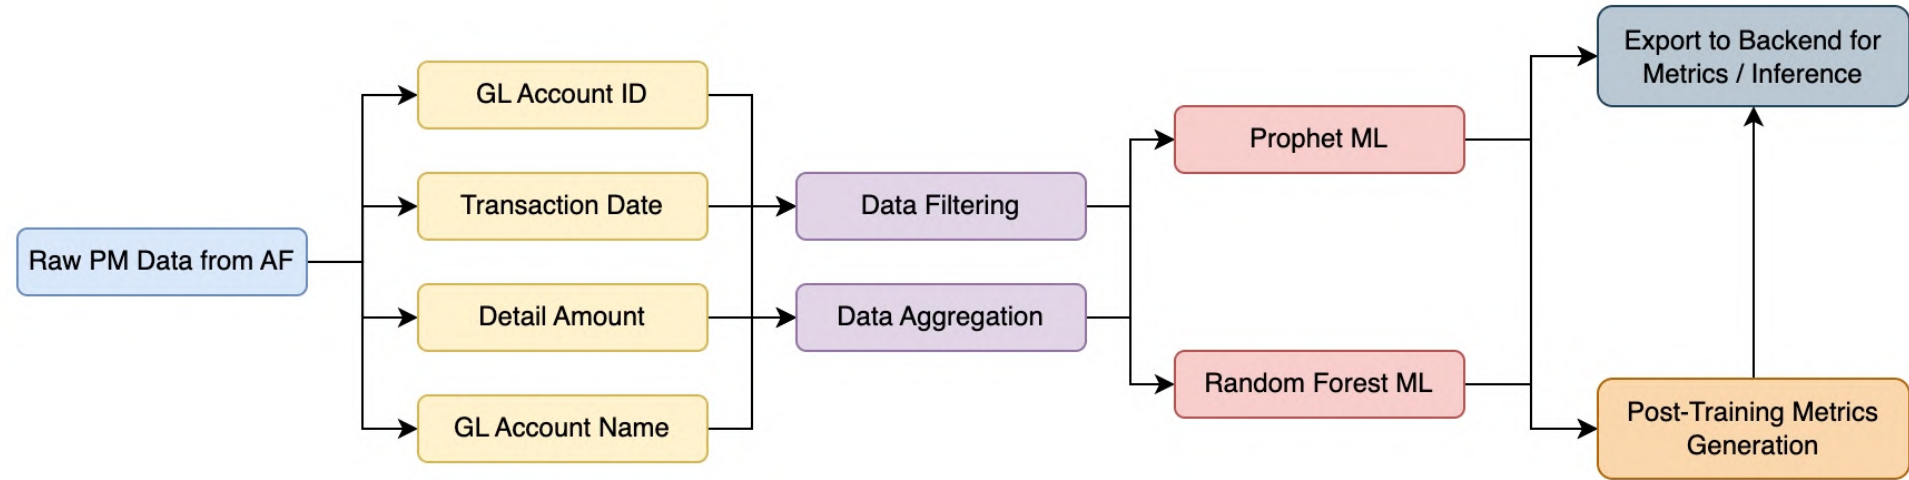 Raw PM Data from AF
GL Account ID
Transaction Date
Detail Amount
GL Account Name
Data Filtering
Data Aggregation
Prophet ML
Random Forest ML
Export to Backend for
Metrics / Inference
Post-Training Metrics
Generation